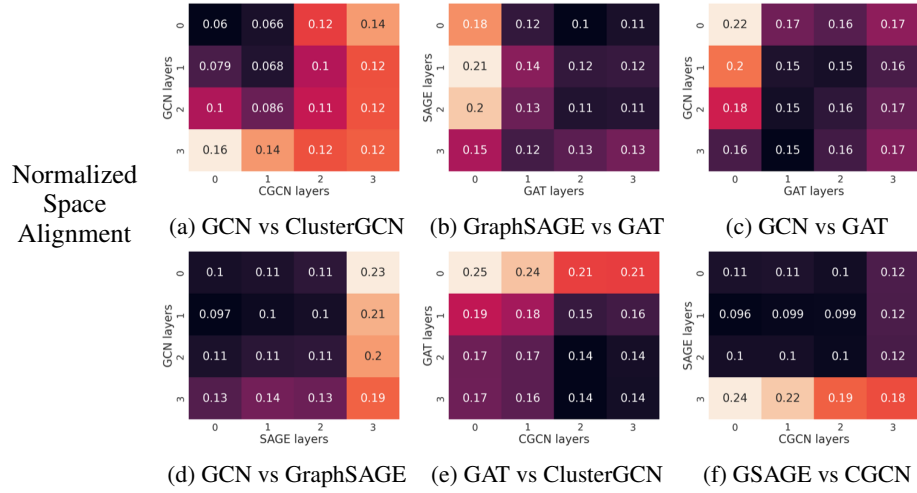 Normalized
Space
Alignment
GCN layers
0 0.06 0.066 0.12 0.14
1 0.079 0.068 0.1 0.12
2 0.1 0.086 0.11 0.12
3 0.16 0.14 0.12 0.12
0 1 2 3
CGCN layers
(a) GCN vs ClusterGCN
SAGE layers
0 0.18 0.12 0.1 0.11
1 0.21 0.14 0.12 0.12
2 0.2 0.13 0.11 0.11
3 0.15 0.12 0.13 0.13
0 1 2 3
GAT layers
(b) GraphSAGE vs GAT
GCN layers
0 0.22 0.17 0.16 0.17
1 0.2 0.15 0.15 0.16
2 0.18 0.15 0.16 0.17
3 0.16 0.15 0.16 0.17
0 1 2 3
GAT layers
(c) GCN vs GAT
GCN layers
0 0.1 0.11 0.11 0.23
1 0.097 0.1 0.1 0.21
2 0.11 0.11 0.11 0.2
3 0.13 0.14 0.13 0.19
0 1 2 3
SAGE layers
(d) GCN vs GraphSAGE
GAT layers
0 0.25 0.24 0.21 0.21
1 0.19 0.18 0.15 0.16
2 0.17 0.17 0.14 0.14
3 0.17 0.16 0.14 0.14
0 1 2 3
CGCN layers
(e) GAT vs ClusterGCN
SAGE layers
0 0.11 0.11 0.1 0.12
1 0.096 0.099 0.099 0.12
2 0.1 0.1 0.1 0.12
3 0.24 0.22 0.19 0.18
0 1 2 3
CGCN layers
(f) GSAGE vs CGCN